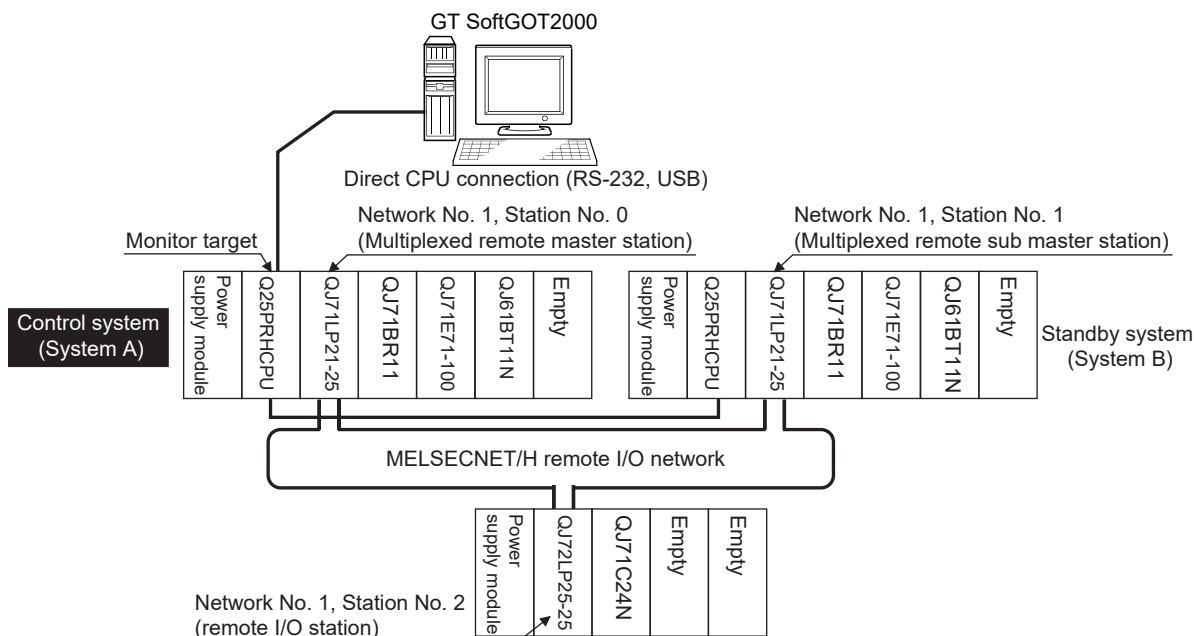 GT SoftGOT2000
Direct CPU connection (RS-232, USB)
Network No. 1, Station No. 0
(Multiplexed remote master station)
Network No. 1, Station No. 1
(Multiplexed remote sub master station)
Monitor target
Control system
(System A)
Power
supply module
Q25PRHCPU
QJ71LP21-25
QJ71BR11
QJ71E71-100
QJ61BT11N
Empty
Power
supply module
Q25PRHCPU
QJ71LP21-25
QJ71BR11
QJ71E71-100
QJ61BT11N
Empty
Standby system
(System B)
MELSECNET/H remote I/O network
Power
supply module
QJ72LP25-25
QJ71C24N
Empty
Empty
Network No. 1, Station No. 2
(remote I/O station)